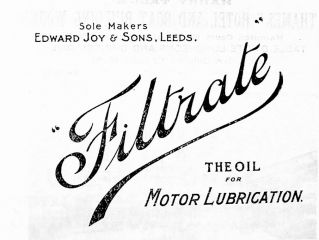 Sole Makers
EDWARD JOY & SONS, LEEDS.
"Filtrate"
THE OIL
FOR
MOTOR LUBRICATION.